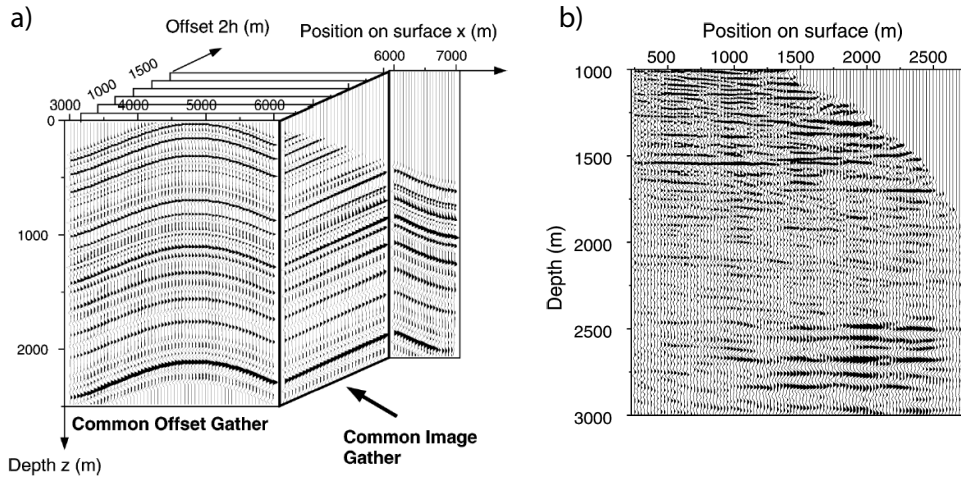 a)
Offset 2h (m)
Position on surface x (m)
1500
1000
6000 7000
3000 4000 5000 6000
0
1000
2000
Common Offset Gather
Common Image
Gather
Depth z (m)
b)
Position on surface (m)
500 1000 1500 2000 2500
1000
1500
2000
2500
3000
Depth (m)